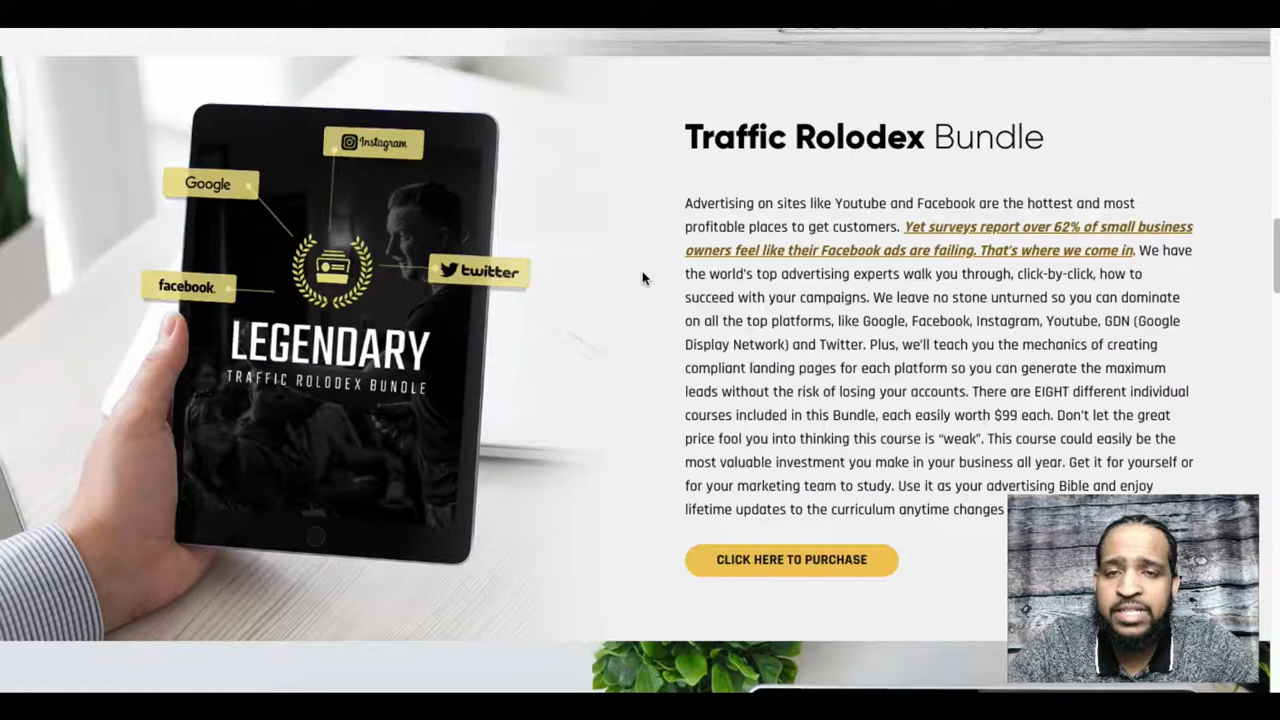 Instagram
Google
twitter
facebook.
LEGENDARY
TRAFFIC ROLODEX BUNDLE
Traffic Rolodex Bundle
Advertising on sites like Youtube and Facebook are the hottest and most
profitable places to get customers. Yet surveys report over 62% of small business
owners feel like their Facebook ads are failing. That's where we come in. We have
the world's top advertising experts walk you through, click-by-click, how to
succeed with your campaigns. We leave no stone unturned so you can dominate
on all the top platforms, like Google, Facebook, Instagram, Youtube, GDN (Google
Display Network) and Twitter. Plus, we'll teach you the mechanics of creating
compliant landing pages for each platform so you can generate the maximum
leads without the risk of losing your accounts. There are EIGHT different individual
courses included in this Bundle, each easily worth $99 each. Don't let the great
price fool you into thinking this course is “weak”. This course could easily be the
most valuable investment you make in your business all year. Get it for yourself or
for your marketing team to study. Use it as your advertising Bible and enjoy
lifetime updates to the curriculum anytime changes
CLICK HERE TO PURCHASE